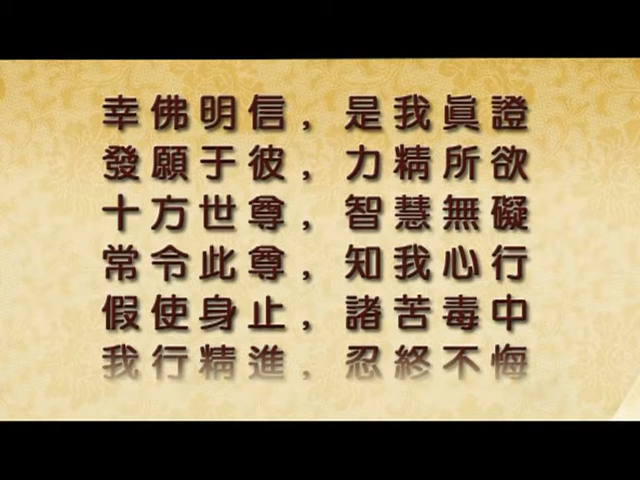 幸佛明信，是我眞證
發願于彼，力精所欲
十方世尊，智慧無礙
常令此尊，知我心行
假使身止，諸苦毒中
我行精進，忍終不悔